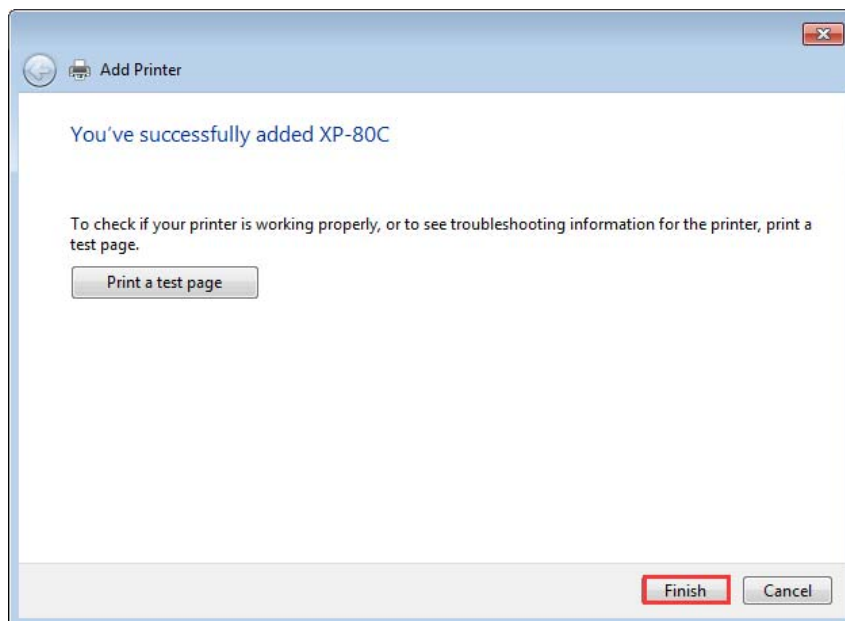 Add Printer
You've successfully added XP-80C
To check if your printer is working properly, or to see troubleshooting information for the printer, print a
test page.
Print a test page
Finish Cancel